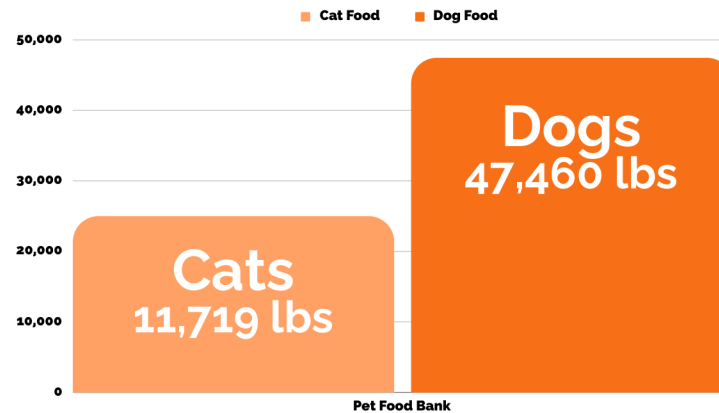 Cat Food Dog Food
50,000
40,000
30,000
20,000
10,000
0
Dogs
47,460 lbs
Cats
11,719 lbs
Pet Food Bank